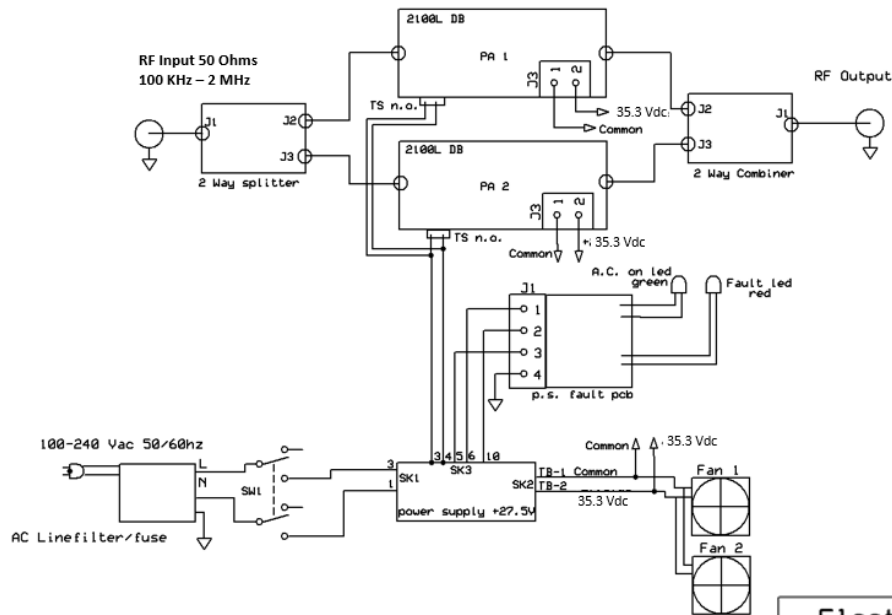 2100L DB
PA 1
J3 1 2
TS n.o.
35.3 Vdc
Common
RF Input 50 Ohms
100 KHz – 2 MHz
J1
J2
J3
2 Way splitter
RF Output
J2
J1
J3
2 Way Combiner
2100L DB
PA 2
J3 1 2
TS n.o.
Common
+ 35.3 Vdc
A.C. on led
green
Fault led
red
J1
1
2
3
4
p.s. fault pcb
100-240 Vac 50/60hz
L
N
SW1
AC Linefilter/fuse
3
1
SK1
3 4 5 6 10
SK3
SK2
power supply +27.5V
TB-1 Common
TB-2
35.3 Vdc
Common
35.3 Vdc
Fan 1
Fan 2